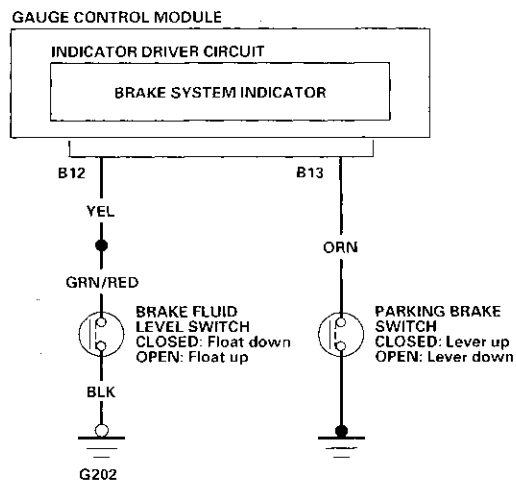 GAUGE CONTROL MODULE
INDICATOR DRIVER CIRCUIT
BRAKE SYSTEM INDICATOR
B12
B13
YEL
ORN
GRN/RED
BRAKE FLUID
LEVEL SWITCH
CLOSED: Float down
OPEN: Float up
PARKING BRAKE
SWITCH
CLOSED: Lever up
OPEN: Lever down
BLK
G202